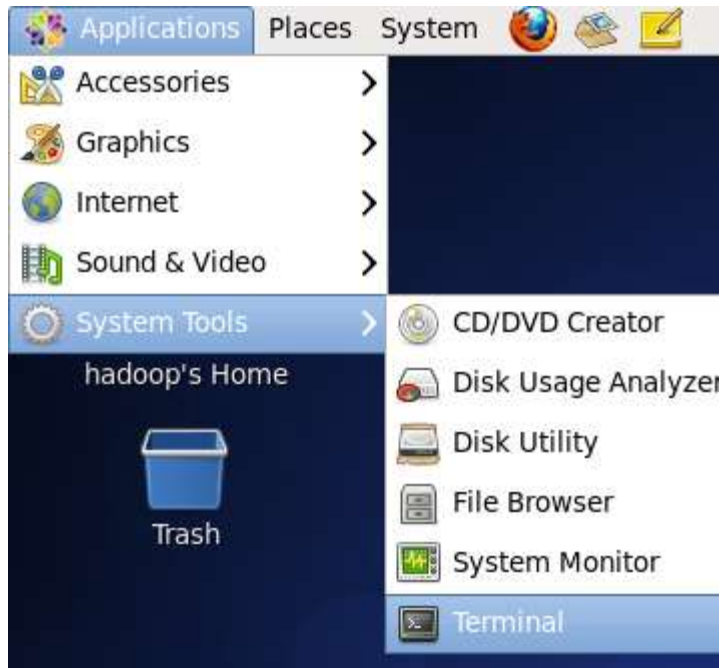 Applications Places System
Accessories
Graphics
Internet
Sound & Video
System Tools
CD/DVD Creator
Disk Usage Analyzer
Disk Utility
File Browser
System Monitor
Terminal
hadoop's Home
Trash